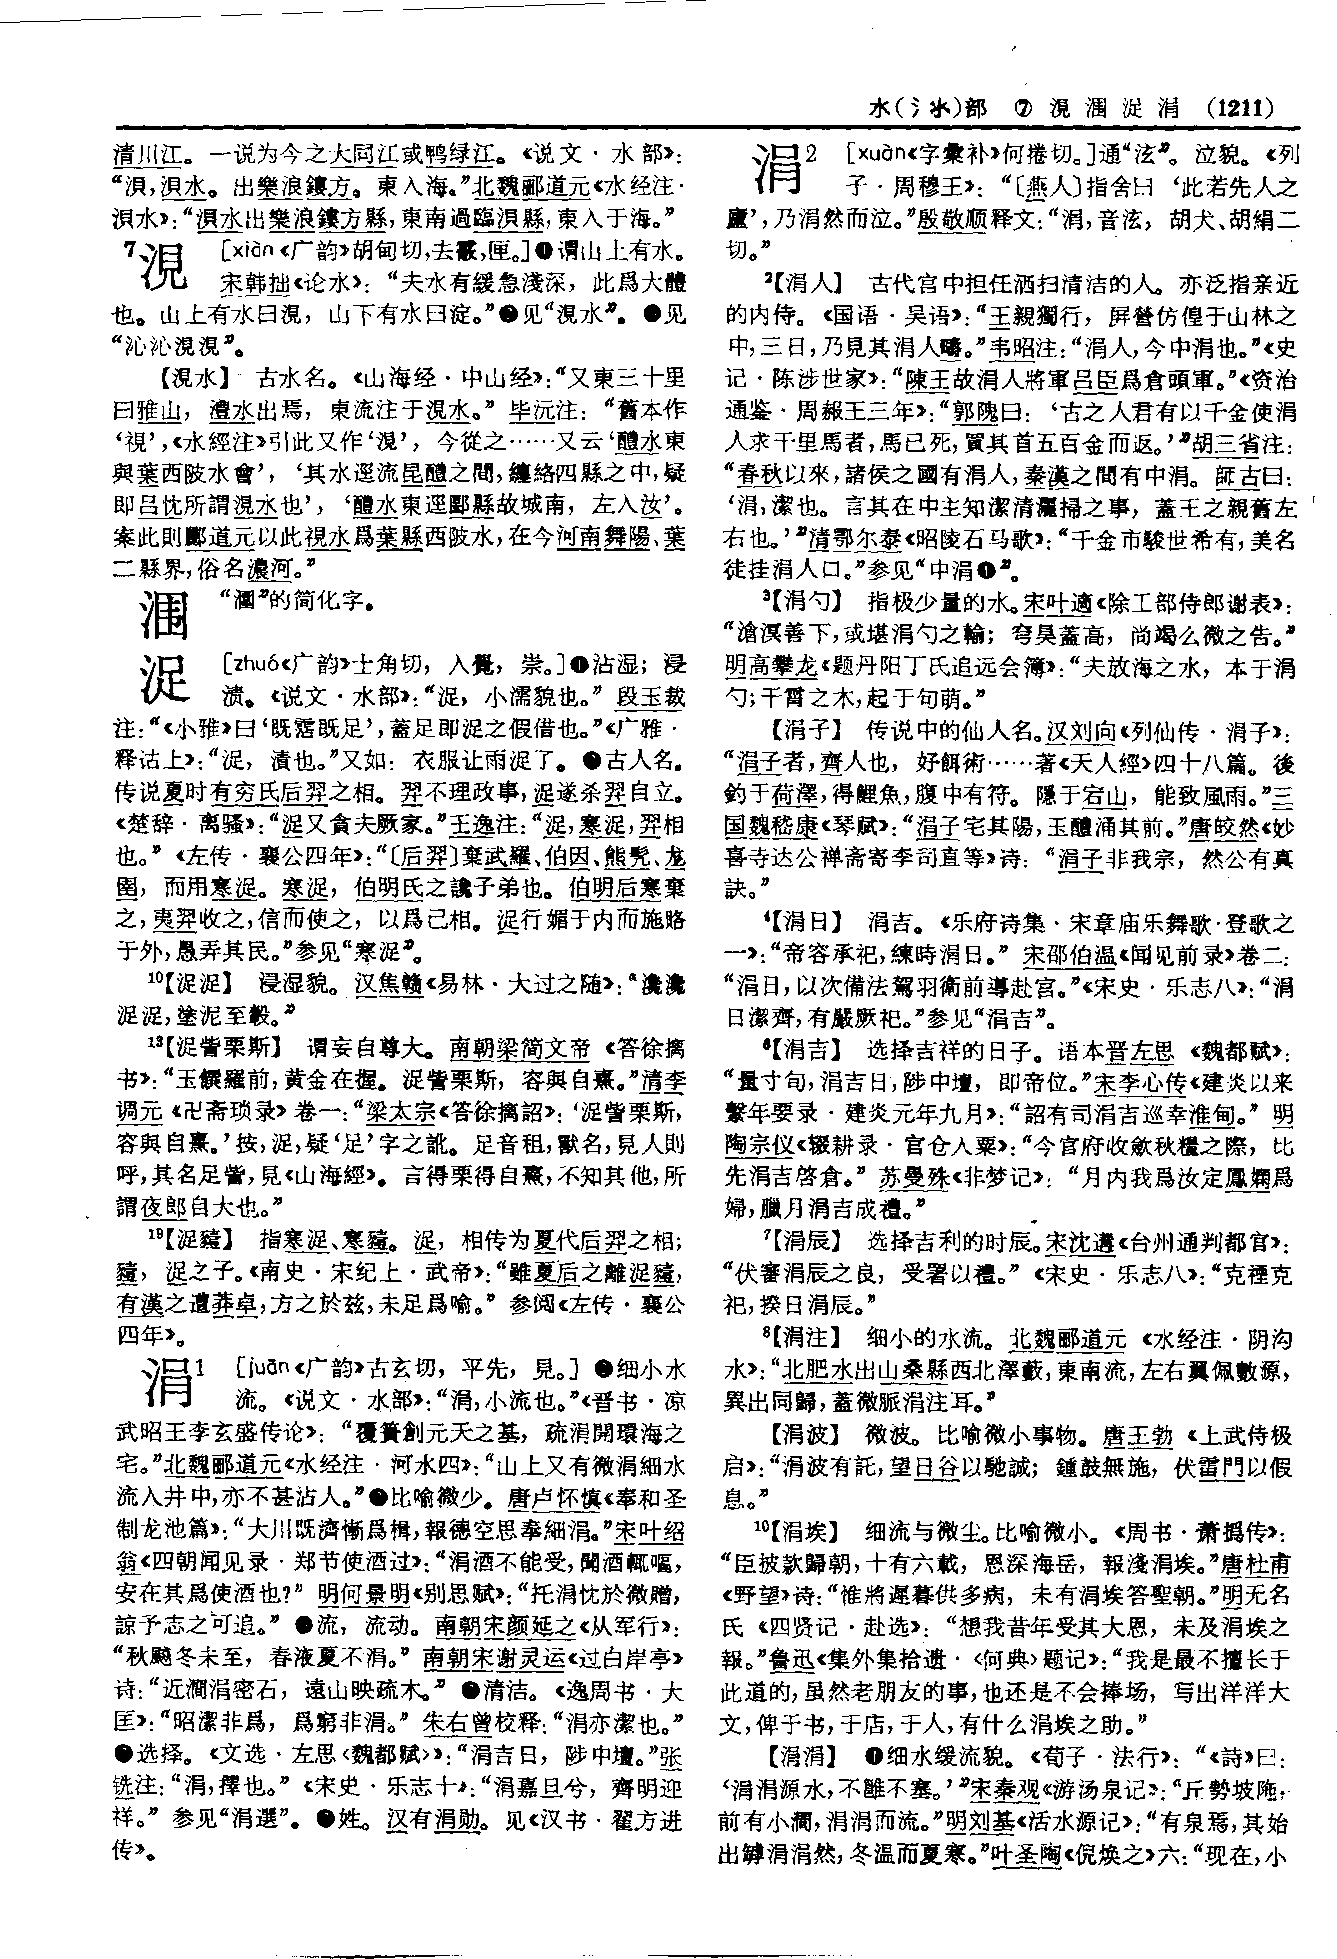 水(氵氺)部 ⑦ 涀 涠 浞 涓 (1211)
清川江。一说为今之大同江或鸭绿江。《说文·水部》:
“浿,浿水。出樂浪鏤方。東入海。”北魏郦道元《水经注·
浿水》:“浿水出樂浪鏤方縣,東南過臨浿縣,東入于海。”
7涀 [xiàn《广韵》胡甸切,去霰,匣。]❶谓山上有水。
宋韩拙《论水》:“夫水有緩急淺深,此爲大體
也。山上有水曰涀,山下有水曰淀。”❷见“涀水”。❸见
“沁沁涀涀”。
【涀水】 古水名。《山海经·中山经》:“又東三十里
曰雅山,澧水出焉,東流注于涀水。”毕沅注:“舊本作
‘視’,《水經注》引此又作‘涀’,今從之……又云‘醴水東
與葉西陂水會’,‘其水逕流昆醴之間,纏絡四縣之中,疑
即吕忱所謂涀水也’,‘醴水東逕郾縣故城南,左入汝’。
案此則酈道元以此視水爲葉縣西陂水,在今河南舞陽、葉
二縣界,俗名濃河。”
涠 “潿”的简化字。
浞 [zhuó《广韵》士角切,入覺,崇。]❶沾湿;浸
渍。《说文·水部》:“浞,小濡貌也。”段玉裁
注:“《小雅》曰‘既霑既足’,蓋足即浞之假借也。”《广雅·
释诂上》:“浞,漬也。”又如:衣服让雨浞了。❷古人名。
传说夏时有穷氏后羿之相。羿不理政事,浞遂杀羿自立。
《楚辞·离骚》:“浞又貪夫厥家。”王逸注:“浞,寒浞,羿相
也。”《左传·襄公四年》:“〔后羿〕棄武羅、伯因、熊髡、尨
圉,而用寒浞。寒浞,伯明氏之讒子弟也。伯明后寒棄
之,夷羿收之,信而使之,以爲己相。浞行媚于内而施賂
于外,愚弄其民。”参见“寒浞”。
10【浞浞】 浸湿貌。汉焦赣《易林·大过之随》:“瀺瀺
浞浞,塗泥至轂。”
13【浞訾栗斯】 谓妄自尊大。南朝梁简文帝《答徐摛
书》:“玉饌羅前,黄金在握。浞訾栗斯,容與自熹。”清李
调元《卍斋琐录》卷一:“梁太宗《答徐摛詔》:‘浞訾栗斯,
容與自熹。’按,浞,疑‘足’字之訛。足音租,獸名,見人則
呼,其名足訾,見《山海經》。言得栗得自熹,不知其他,所
謂夜郎自大也。”
19【浞豷】 指寒浞、寒豷。浞,相传为夏代后羿之相;
豷,浞之子。《南史·宋纪上·武帝》:“雖夏后之離浞豷,
有漢之遭莽卓,方之於兹,未足爲喻。”参阅《左传·襄公
四年》。
涓1 [juān《广韵》古玄切,平先,見。]❶细小水
流。《说文·水部》:“涓,小流也。”《晋书·凉
武昭王李玄盛传论》:“覆簣創元天之基,疏涓開環海之
宅。”北魏郦道元《水经注·河水四》:“山上又有微涓細水
流入井中,亦不甚沾人。”❷比喻微少。唐卢怀慎《奉和圣
制龙池篇》:“大川既濟慚爲楫,報德空思奉細涓。”宋叶绍
翁《四朝闻见录·郑节使酒过》:“涓酒不能受,聞酒輒嘔,
安在其爲使酒也?”明何景明《别思赋》:“托涓忱於微贈,
諒予志之可追。”❸流,流动。南朝宋颜延之《从军行》:
“秋飈冬未至,春液夏不涓。”南朝宋谢灵运《过白岸亭》
诗:“近澗涓密石,遠山映疏木。”❹清洁。《逸周书·大
匡》:“昭潔非爲,爲窮非涓。”朱右曾校释:“涓亦潔也。”
❺选择。《文选·左思〈魏都赋〉》:“涓吉日,陟中壇。”张
铣注:“涓,擇也。”《宋史·乐志十》:“涓嘉旦兮,齊明迎
祥。”参见“涓選”。❻姓。汉有涓勋。见《汉书·翟方进
传》。
涓2 [xuàn《字彙补》何捲切。]通“泫”。泣貌。《列
子·周穆王》:“〔燕人〕指舍曰‘此若先人之
廬’,乃涓然而泣。”殷敬顺释文:“涓,音泫,胡犬、胡絹二
切。”
2【涓人】 古代宫中担任洒扫清洁的人。亦泛指亲近
的内侍。《国语·吴语》:“王親獨行,屏營仿偟于山林之
中,三日,乃見其涓人疇。”韦昭注:“涓人,今中涓也。”《史
记·陈涉世家》:“陳王故涓人將軍吕臣爲倉頭軍。”《资治
通鉴·周赧王三年》:“郭隗曰:‘古之人君有以千金使涓
人求千里馬者,馬已死,買其首五百金而返。’”胡三省注:
“春秋以來,諸侯之國有涓人,秦漢之間有中涓。師古曰:
‘涓,潔也。言其在中主知潔清灑掃之事,蓋王之親舊左
右也。’”清鄂尔泰《昭陵石马歌》:“千金市駿世希有,美名
徒挂涓人口。”参见“中涓❶”。
3【涓勺】 指极少量的水。宋叶適《除工部侍郎谢表》:
“滄溟善下,或堪涓勺之輸;穹昊蓋高,尚竭么微之告。”
明高攀龙《题丹阳丁氏追远会簿》:“夫放海之水,本于涓
勺;干霄之木,起于句萌。”
【涓子】 传说中的仙人名。汉刘向《列仙传·涓子》:
“涓子者,齊人也,好餌術……著《天人經》四十八篇。後
釣于荷澤,得鯉魚,腹中有符。隱于宕山,能致風雨。”三
国魏嵇康《琴赋》:“涓子宅其陽,玉醴涌其前。”唐皎然《妙
喜寺达公禅斋寄李司直等》诗:“涓子非我宗,然公有真
訣。”
4【涓日】 涓吉。《乐府诗集·宋章庙乐舞歌·登歌之
一》:“帝容承祀,練時涓日。”宋邵伯温《闻见前录》卷二:
“涓日,以次備法駕羽衛前導赴宫。”《宋史·乐志八》:“涓
日潔齊,有嚴厥祀。”参见“涓吉”。
6【涓吉】 选择吉祥的日子。语本晋左思《魏都赋》:
“量寸旬,涓吉日,陟中壇,即帝位。”宋李心传《建炎以来
繫年要录·建炎元年九月》:“詔有司涓吉巡幸淮甸。”明
陶宗仪《辍耕录·官仓入粟》:“今官府收斂秋糧之際,比
先涓吉啓倉。”苏曼殊《非梦记》:“月内我爲汝定鳳嫻爲
婦,臘月涓吉成禮。”
7【涓辰】 选择吉利的时辰。宋沈遘《台州通判都官》:
“伏審涓辰之良,受署以禮。”《宋史·乐志八》:“克禋克
祀,揆日涓辰。”
8【涓注】 细小的水流。北魏郦道元《水经注·阴沟
水》:“北肥水出山桑縣西北澤藪,東南流,左右翼佩數源,
異出同歸,蓋微脈涓注耳。”
【涓波】 微波。比喻微小事物。唐王勃《上武侍极
启》:“涓波有託,望日谷以馳誠;鍾鼓無施,伏雷門以假
息。”
10【涓埃】 细流与微尘。比喻微小。《周书·萧㧑传》:
“臣披款歸朝,十有六載,恩深海岳,報淺涓埃。”唐杜甫
《野望》诗:“惟將遲暮供多病,未有涓埃答聖朝。”明无名
氏《四贤记·赴选》:“想我昔年受其大恩,未及涓埃之
報。”鲁迅《集外集拾遗·〈何典〉题记》:“我是最不擅长于
此道的,虽然老朋友的事,也还是不会捧场,写出洋洋大
文,俾于书,于店,于人,有什么涓埃之助。”
【涓涓】 ❶细水缓流貌。《荀子·法行》:“《詩》曰:
‘涓涓源水,不雝不塞。’”宋秦观《游汤泉记》:“丘勢坡陁,
前有小澗,涓涓而流。”明刘基《活水源记》:“有泉焉,其始
出罅涓涓然,冬温而夏寒。”叶圣陶《倪焕之》六:“现在,小